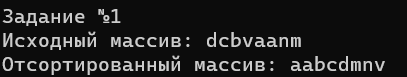 Задание №1
Исходный массив: dcbvaanm
Отсортированный массив: aabcdmnv